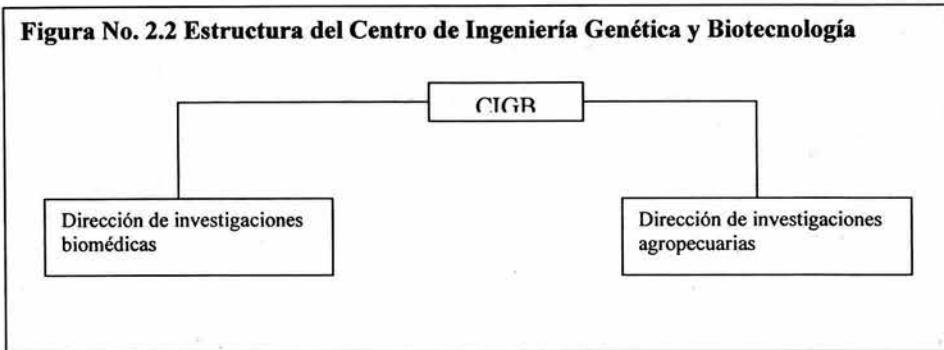 Figura No. 2.2 Estructura del Centro de Ingeniería Genética y Biotecnología
CIGB
Dirección de investigaciones
biomédicas
Dirección de investigaciones
agropecuarias